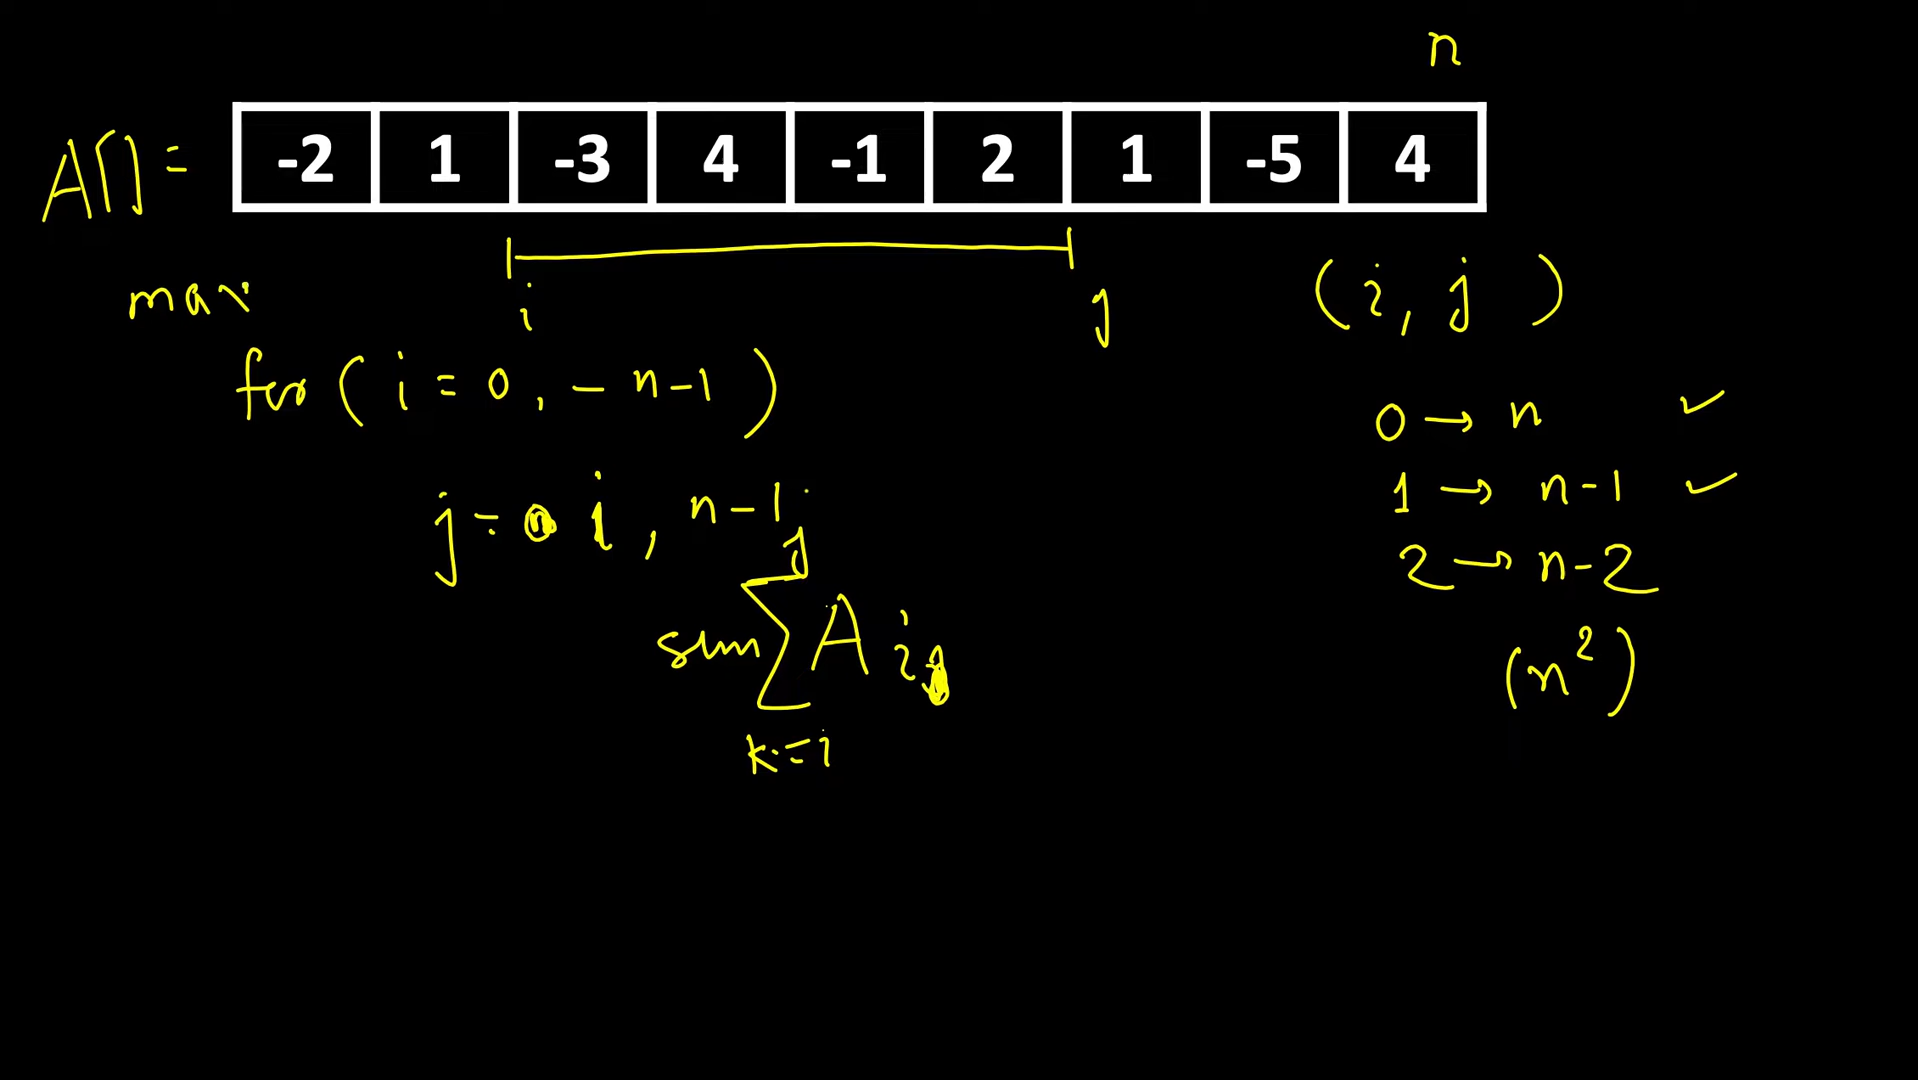 n
A[] = -2 1 -3 4 -1 2 1 -5 4
max
i
j
(i, j)
for (i = 0, - n-1)
0 → n ✓
j = i, n-1
1 → n-1 ✓
2 → n-2
j
sum ∑ A i
k=i
(n²)